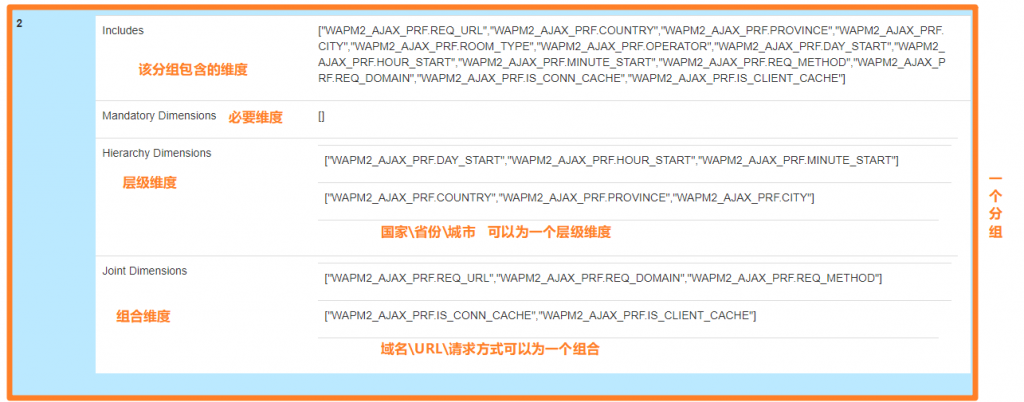 2
Includes
["WAPM2_AJAX_PRF.REQ_URL","WAPM2_AJAX_PRF.COUNTRY","WAPM2_AJAX_PRF.PROVINCE","WAPM2_AJAX_PRF.
CITY","WAPM2_AJAX_PRF.ROOM_TYPE","WAPM2_AJAX_PRF.OPERATOR","WAPM2_AJAX_PRF.DAY_START","WAPM2_
AJAX_PRF.HOUR_START","WAPM2_AJAX_PRF.MINUTE_START","WAPM2_AJAX_PRF.REQ_METHOD","WAPM2_AJAX_P
RF.REQ_DOMAIN","WAPM2_AJAX_PRF.IS_CONN_CACHE","WAPM2_AJAX_PRF.IS_CLIENT_CACHE"]
该分组包含的维度
Mandatory Dimensions 必要维度 []
Hierarchy Dimensions
["WAPM2_AJAX_PRF.DAY_START","WAPM2_AJAX_PRF.HOUR_START","WAPM2_AJAX_PRF.MINUTE_START"]
层级维度
["WAPM2_AJAX_PRF.COUNTRY","WAPM2_AJAX_PRF.PROVINCE","WAPM2_AJAX_PRF.CITY"]
国家\省份\城市 可以为一个层级维度
Joint Dimensions
["WAPM2_AJAX_PRF.REQ_URL","WAPM2_AJAX_PRF.REQ_DOMAIN","WAPM2_AJAX_PRF.REQ_METHOD"]
组合维度
["WAPM2_AJAX_PRF.IS_CONN_CACHE","WAPM2_AJAX_PRF.IS_CLIENT_CACHE"]
域名\URL\请求方式可以为一个组合
一个分组